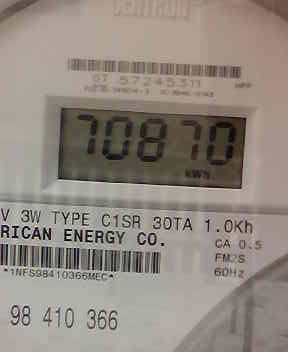 07 57245311
70870
kWh
V 3W TYPE C1SR 30TA 1.0Kh
RICAN ENERGY CO.
CA 0.5
FM2S
60Hz
*1NFS98410366MEC*
98 410 366